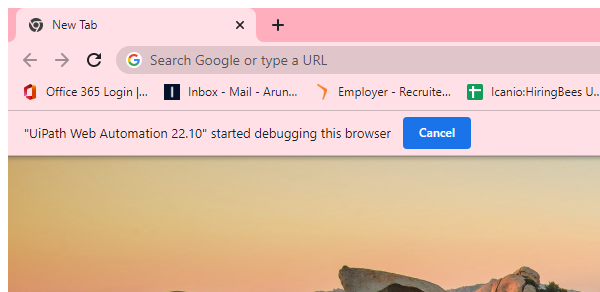 New Tab
Search Google or type a URL
Office 365 Login |...
Inbox - Mail - Arun...
Employer - Recruite...
Icanio:HiringBees U...
"UiPath Web Automation 22.10" started debugging this browser
Cancel